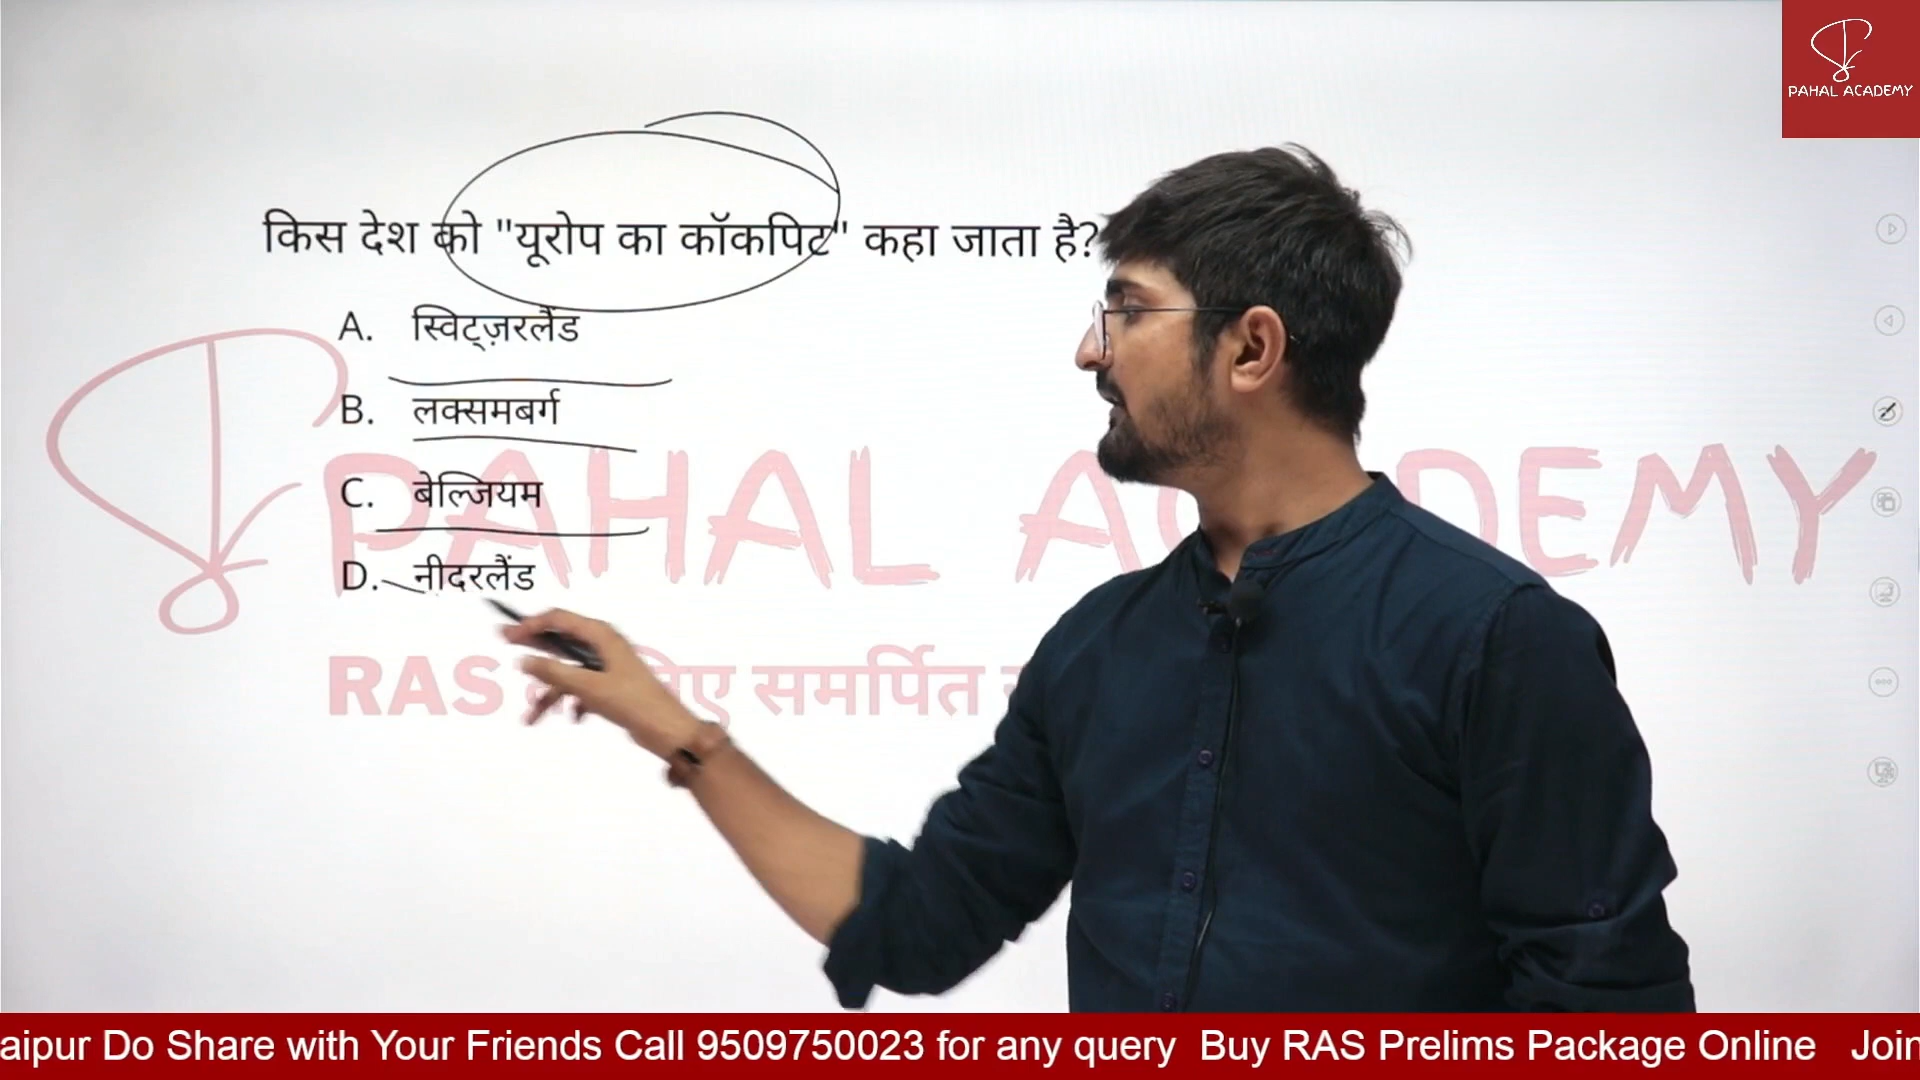 PAHAL ACADEMY
किस देश को "यूरोप का कॉकपिट" कहा जाता है?
A. स्विट्ज़रलैंड
B. लक्समबर्ग
C. बेल्जियम
D. नीदरलैंड
PAHAL ACADEMY
RAS के लिए समर्पित
aipur Do Share with Your Friends Call 9509750023 for any query Buy RAS Prelims Package Online Join